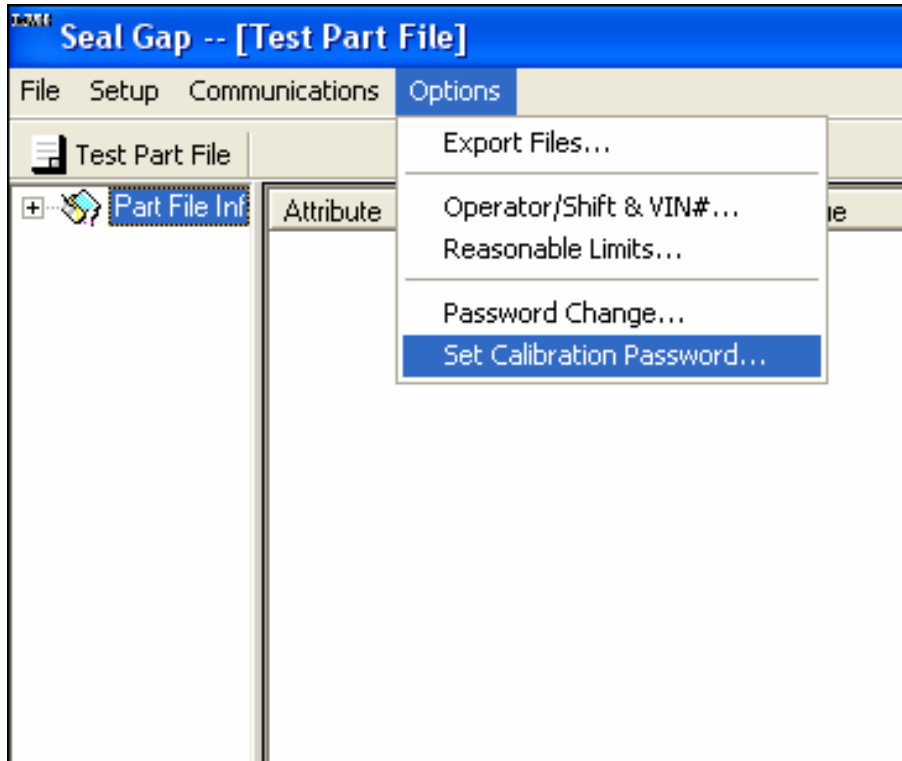 Seal Gap -- [Test Part File]
File Setup Communications Options
Test Part File
Export Files...
Part File Inf
Attribute
Operator/Shift & VIN#...
Reasonable Limits...
Password Change...
Set Calibration Password...